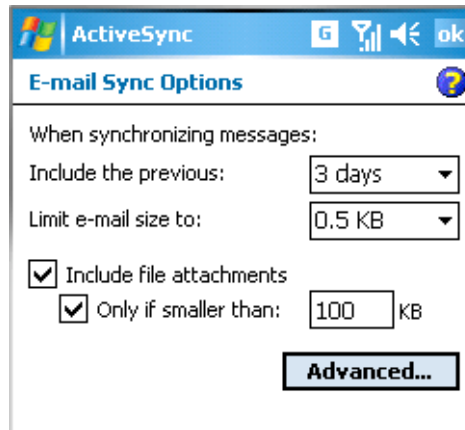 ActiveSync G ok
E-mail Sync Options ?
When synchronizing messages:
Include the previous: 3 days
Limit e-mail size to: 0.5 KB
Include file attachments
Only if smaller than: 100 KB
Advanced...